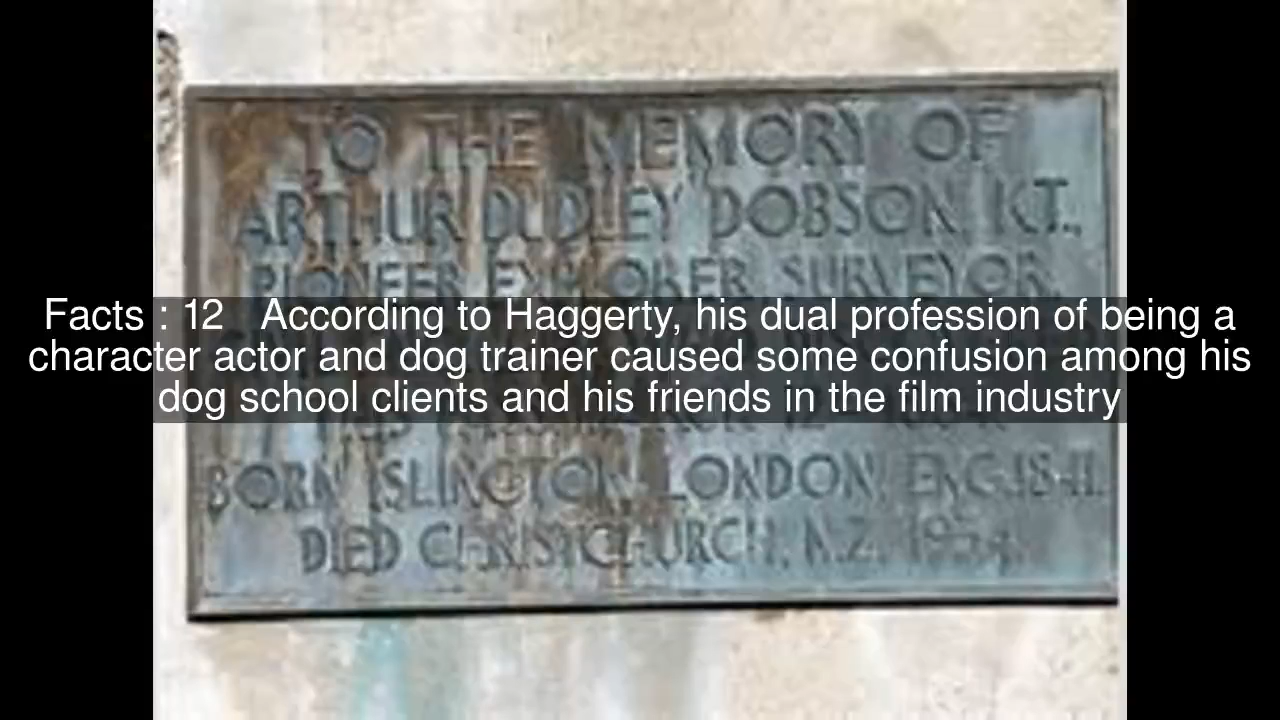 TO THE MEMORY OF
ARTHUR DUDLEY DOBSON, KT.,
PIONEER EXPLORER SURVEYOR
Facts : 12 According to Haggerty, his dual profession of being a
character actor and dog trainer caused some confusion among his
dog school clients and his friends in the film industry
BORN ISLINGTON, LONDON, ENG. 1841.
DIED CHRISTCHURCH, N.Z. 1934.